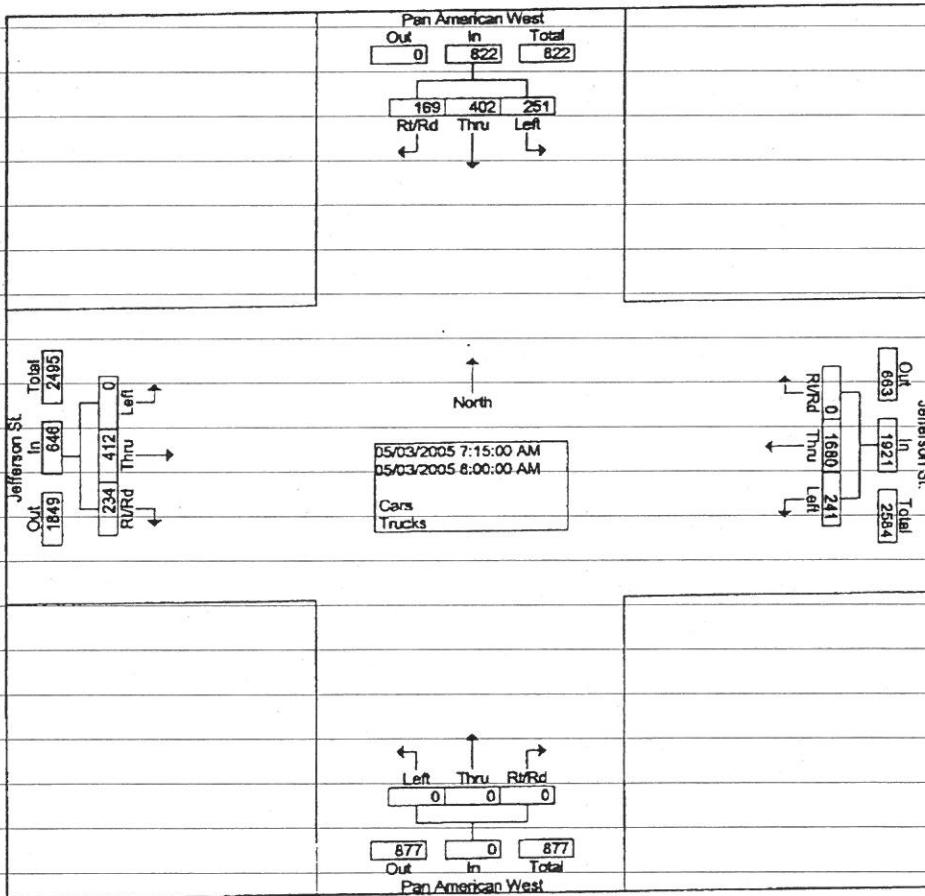 Pan American West
Out In Total
0 822 822
169 402 251
Rt/Rd Thru Left
Jefferson St.
Total In Out
2495 646 1849
0 412 234
Left Thru Rt/Rd
North
05/03/2005 7:15:00 AM
05/03/2005 8:00:00 AM
Cars
Trucks
Rt/Rd Thru Left
0 1680 241
663 1921 2584
Out In Total
Jefferson St.
Left Thru Rt/Rd
0 0 0
877 0 877
Out In Total
Pan American West